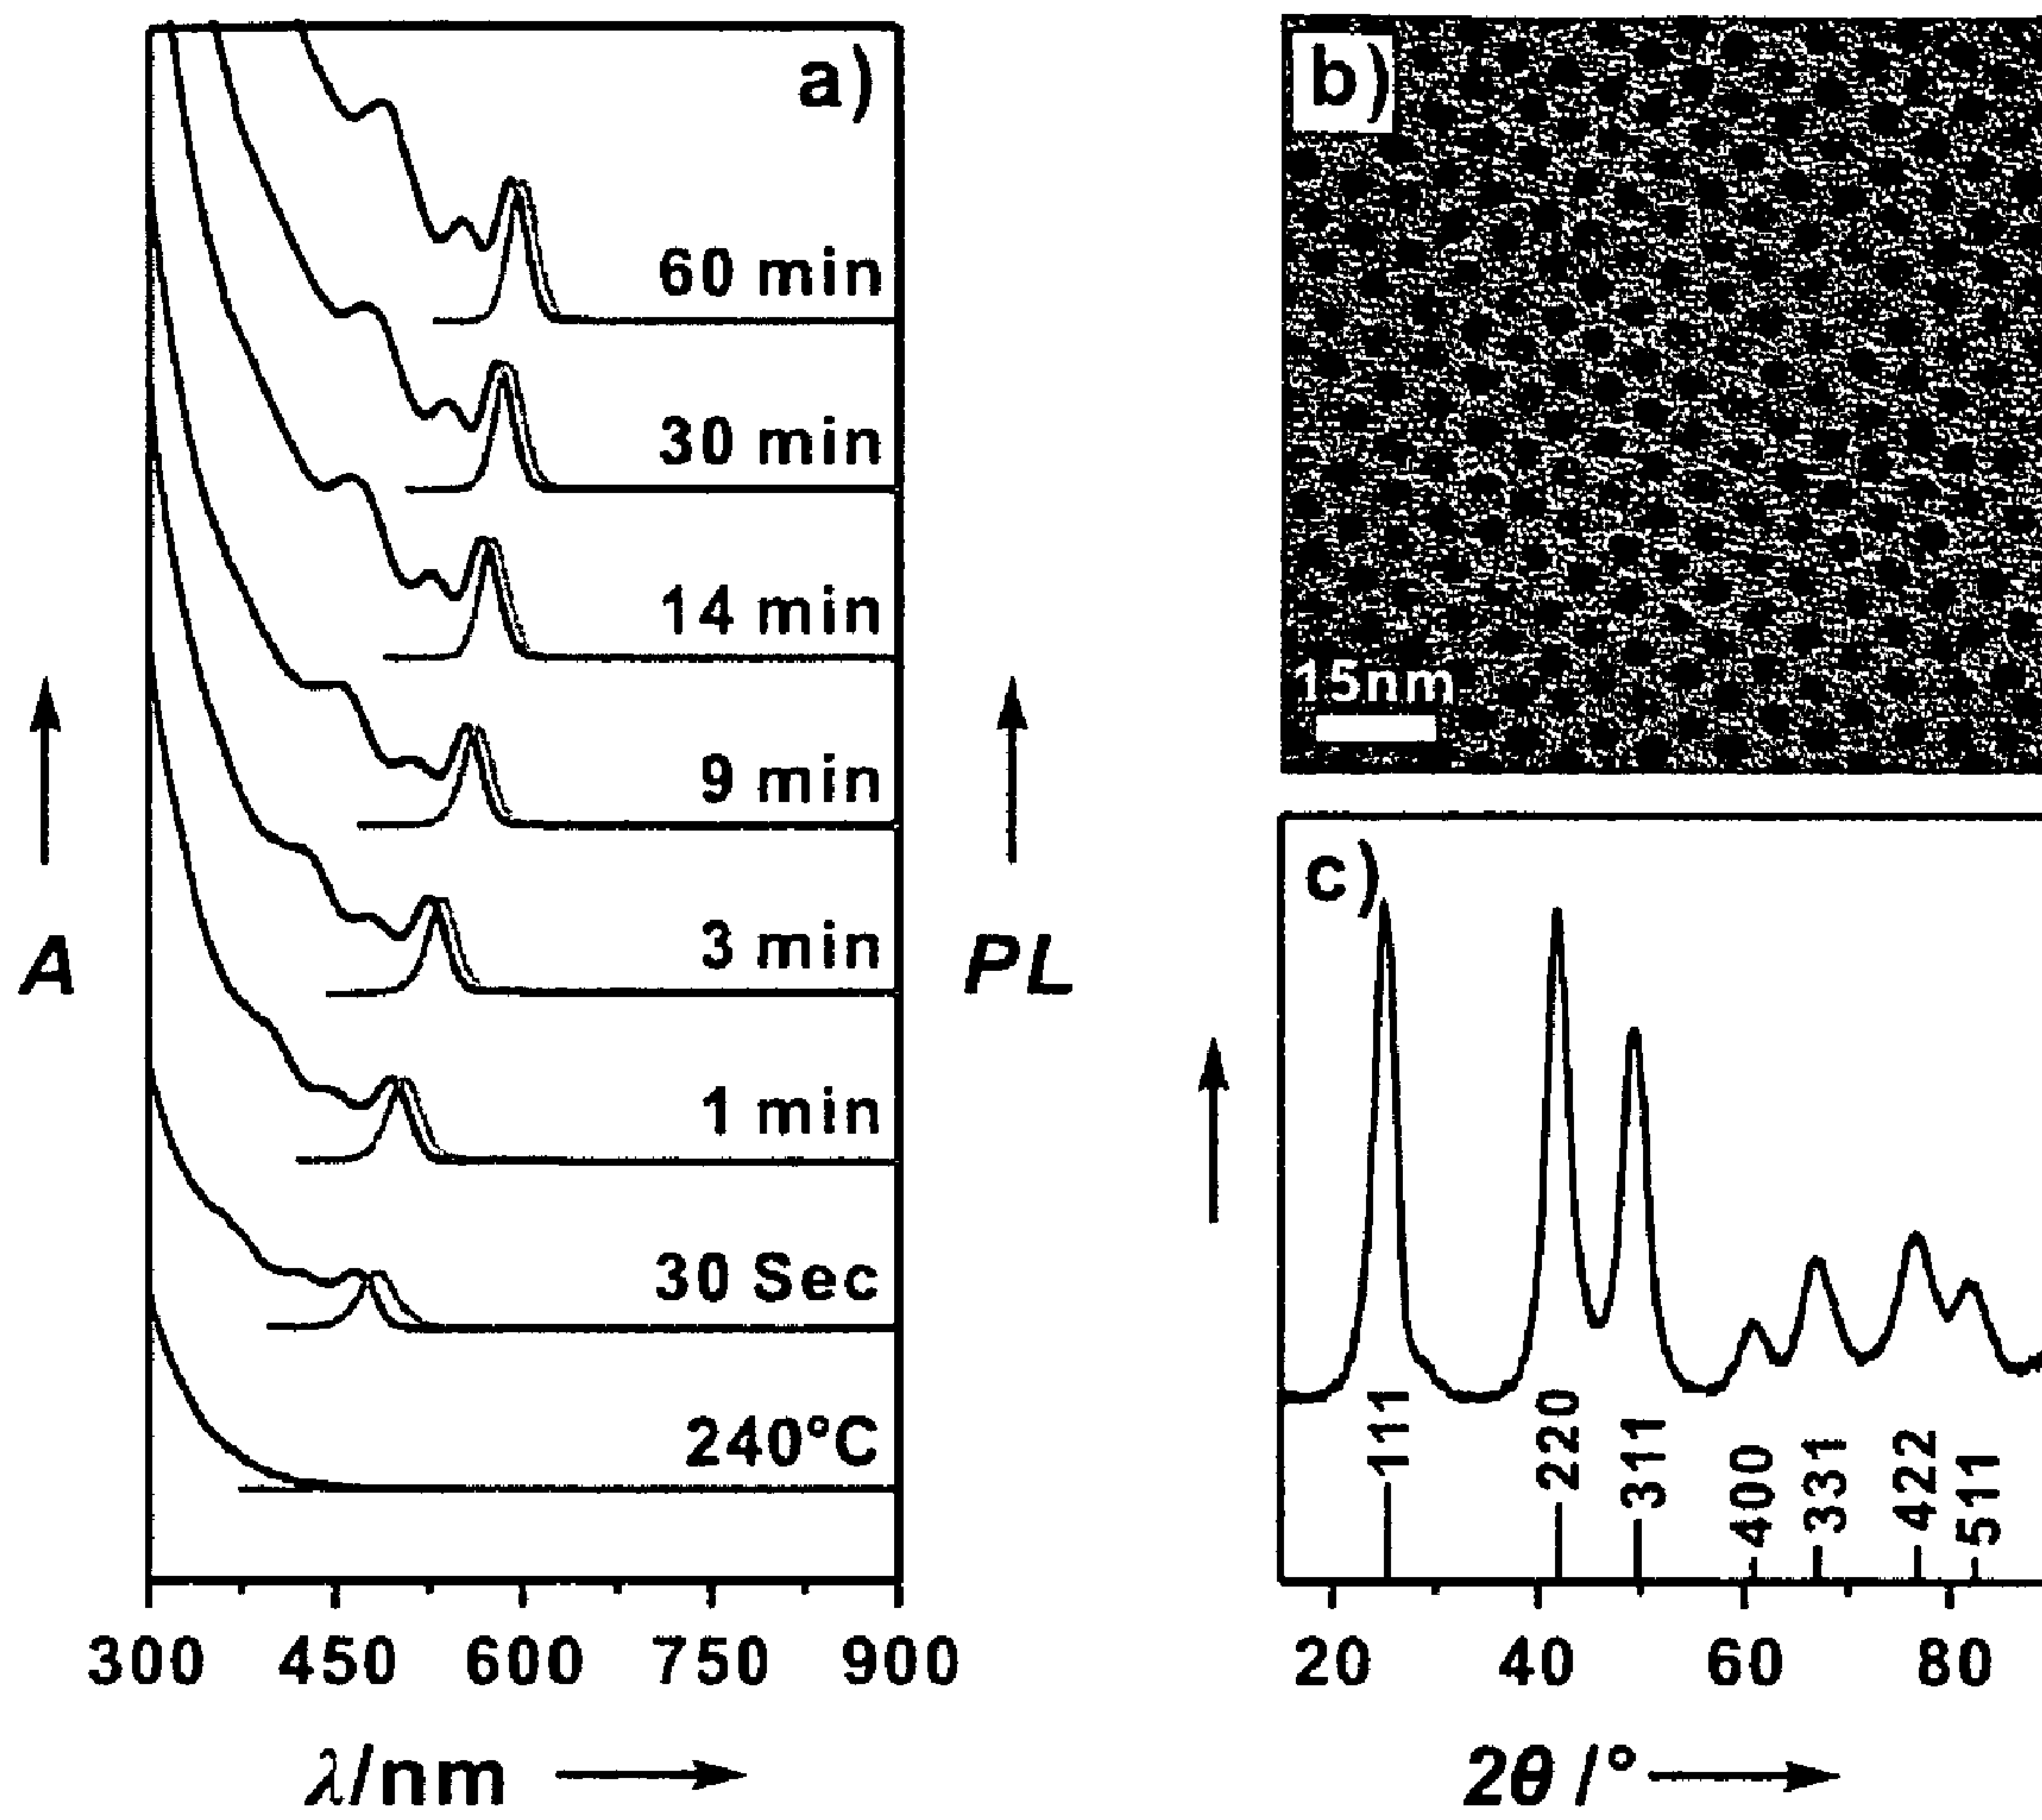 a)
60 min
30 min
14 min
9 min
3 min
1 min
30 Sec
240°C
A
PL
300 450 600 750 900
λ/nm
b)
15nm
c)
111 220 311 400 331 422 511
20 40 60 80
2θ /°